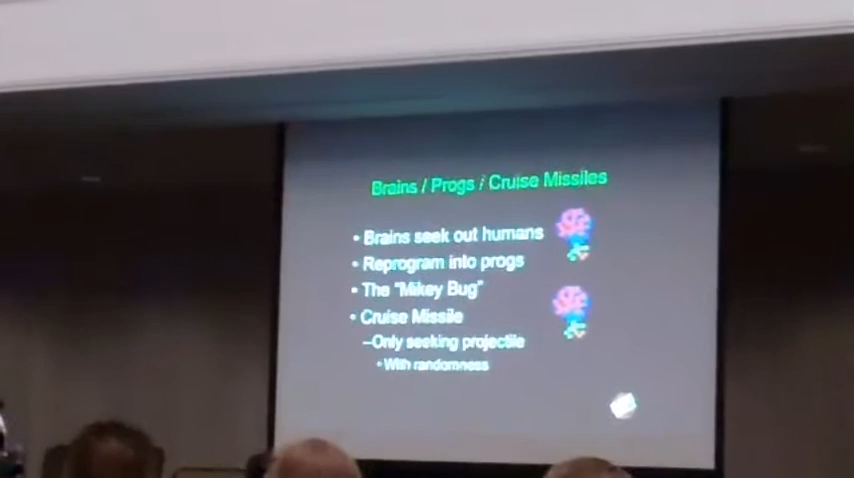 Brains / Progs / Cruise Missiles
• Brains seek out humans
• Reprogram into progs
• The "Mikey Bug"
• Cruise Missile
–Only seeking projectile
• With randomness